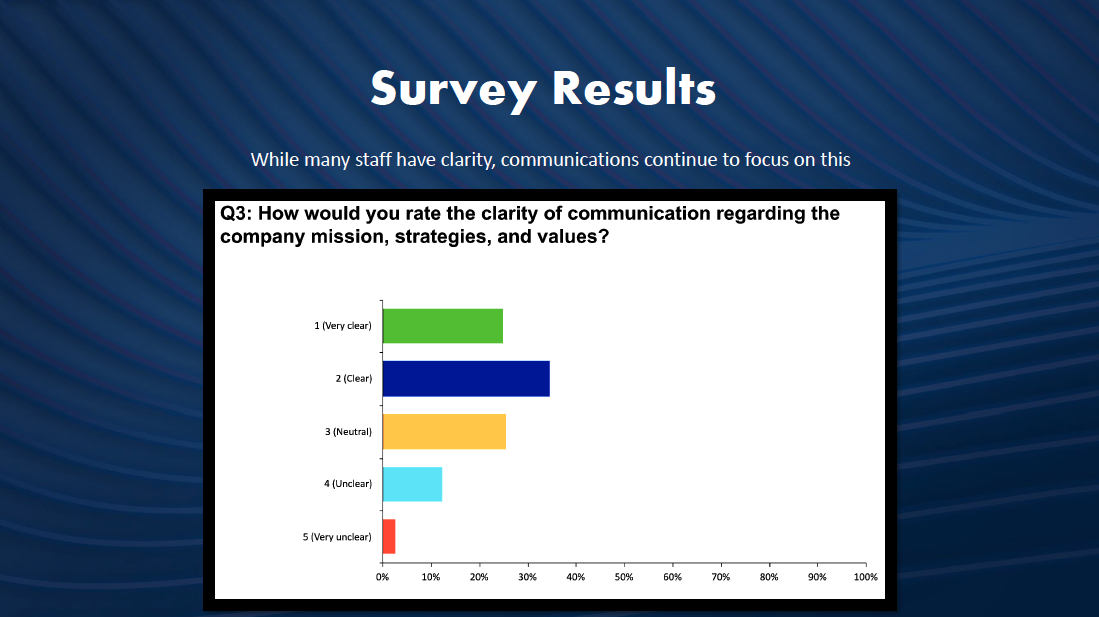 Survey Results
While many staff have clarity, communications continue to focus on this
Q3: How would you rate the clarity of communication regarding the
company mission, strategies, and values?
1 (Very clear)
2 (Clear)
3 (Neutral)
4 (Unclear)
5 (Very unclear)
0% 10% 20% 30% 40% 50% 60% 70% 80% 90% 100%